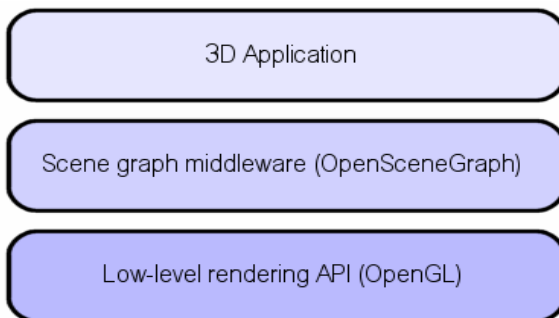 3D Application
Scene graph middleware (OpenSceneGraph)
Low-level rendering API (OpenGL)